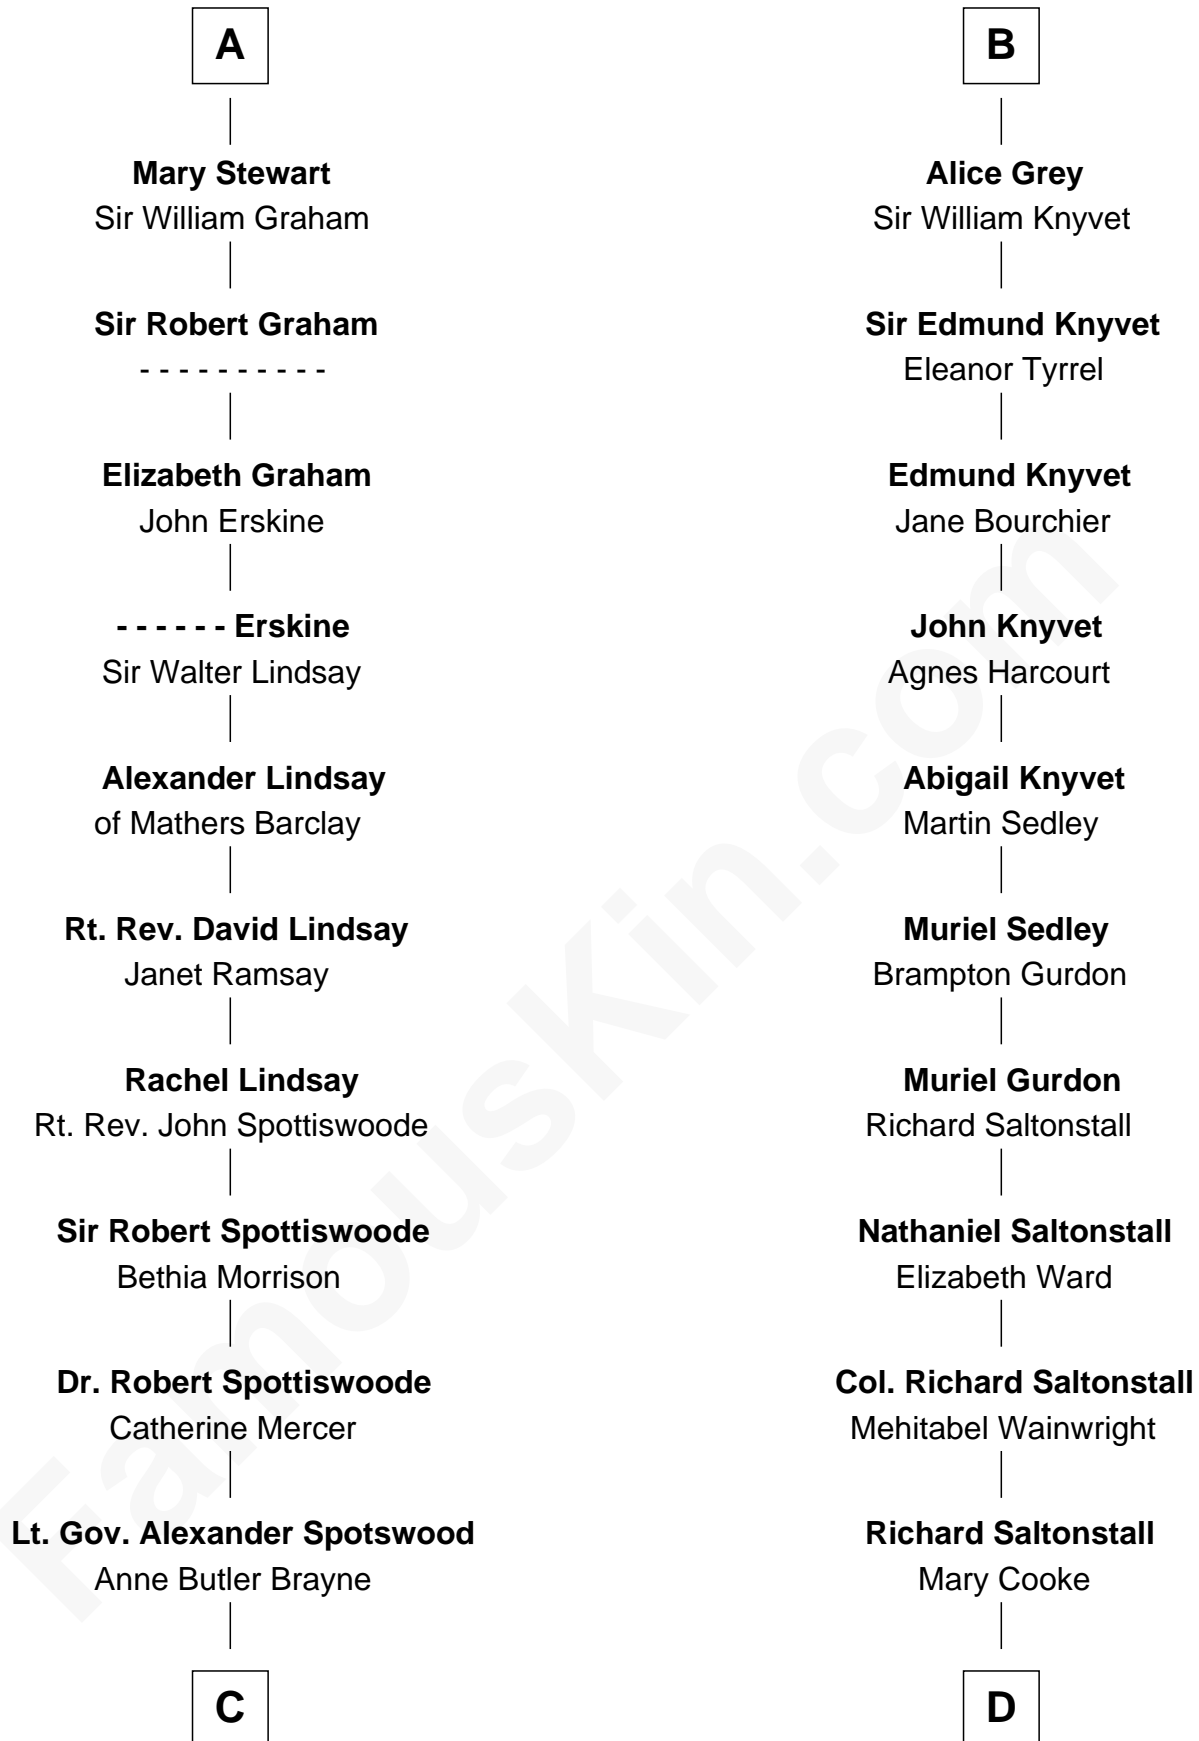 A
Mary Stewart
Sir William Graham
Sir Robert Graham
- - - - - - - - - -
Elizabeth Graham
John Erskine
- - - - - - Erskine
Sir Walter Lindsay
Alexander Lindsay
of Mathers Barclay
Rt. Rev. David Lindsay
Janet Ramsay
Rachel Lindsay
Rt. Rev. John Spottiswoode
Sir Robert Spottiswoode
Bethia Morrison
Dr. Robert Spottiswoode
Catherine Mercer
Lt. Gov. Alexander Spotswood
Anne Butler Brayne
C
B
Alice Grey
Sir William Knyvet
Sir Edmund Knyvet
Eleanor Tyrrel
Edmund Knyvet
Jane Bourchier
John Knyvet
Agnes Harcourt
Abigail Knyvet
Martin Sedley
Muriel Sedley
Brampton Gurdon
Muriel Gurdon
Richard Saltonstall
Nathaniel Saltonstall
Elizabeth Ward
Col. Richard Saltonstall
Mehitabel Wainwright
Richard Saltonstall
Mary Cooke
D
FamousKin.com